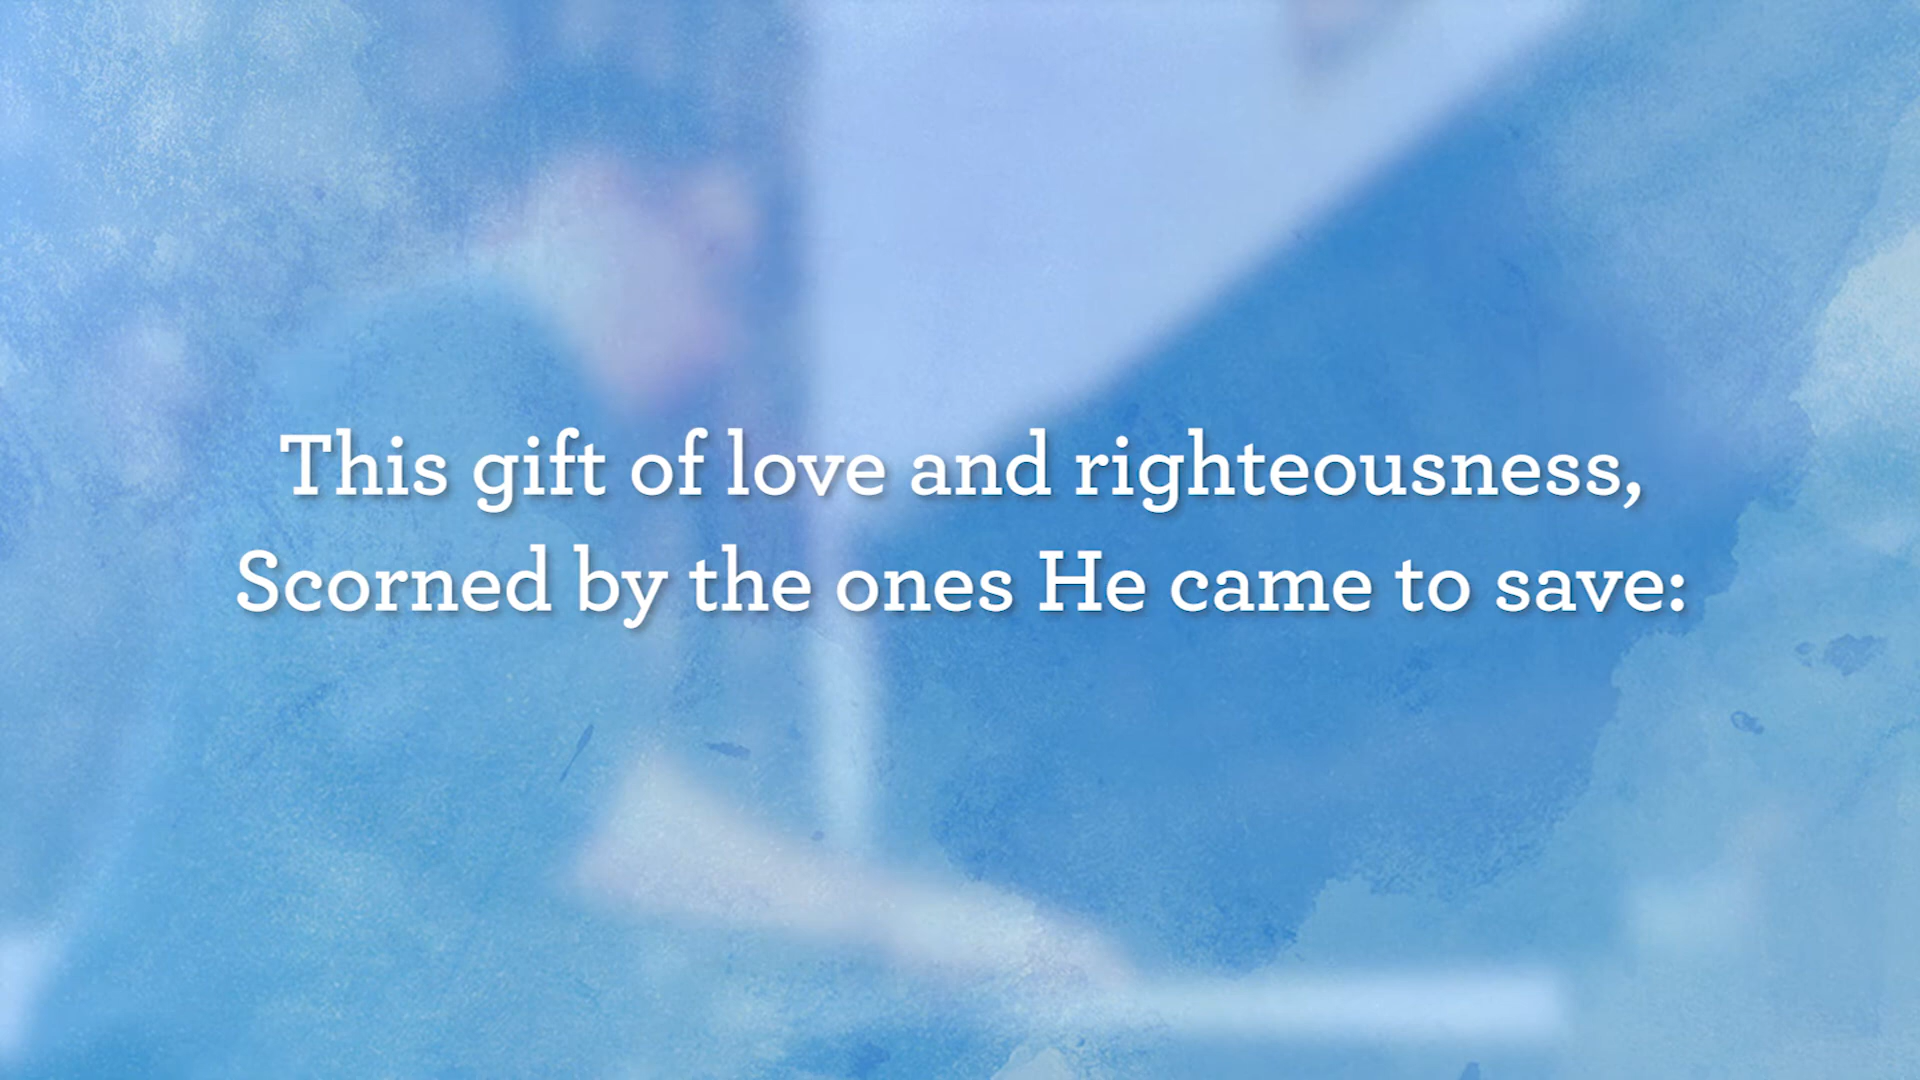 This gift of love and righteousness,
Scorned by the ones He came to save: